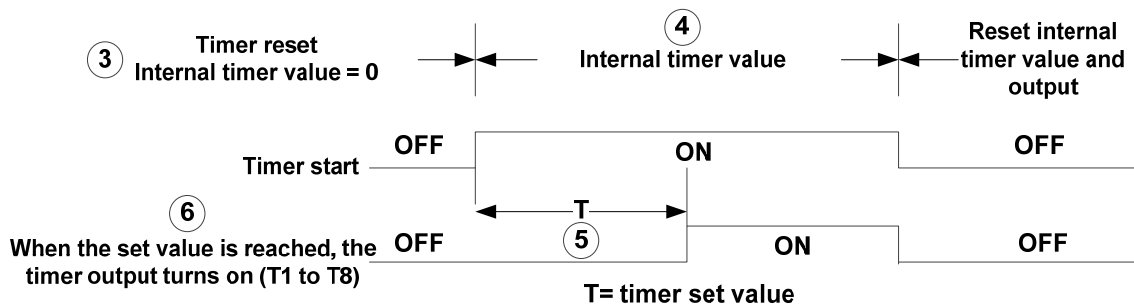 3
Timer reset
Internal timer value = 0
4
Internal timer value
Reset internal
timer value and
output
Timer start
OFF
ON
OFF
6
When the set value is reached, the
timer output turns on (T1 to T8)
OFF
T
5
ON
OFF
T= timer set value